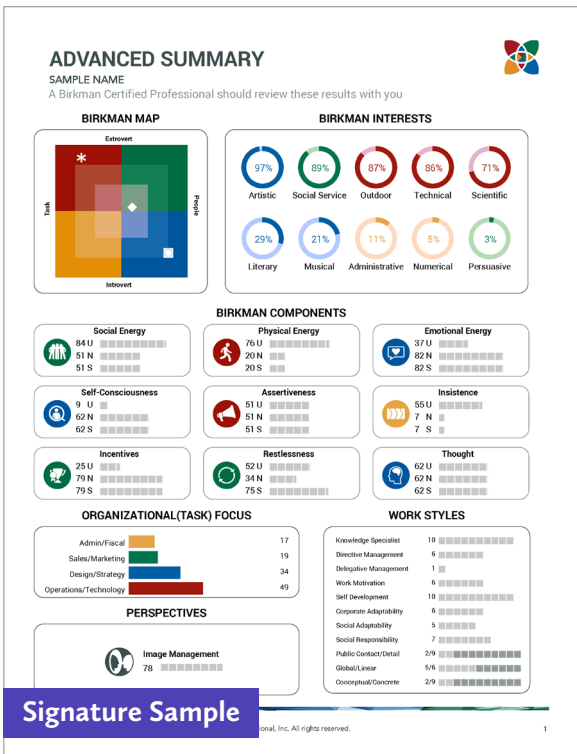 ADVANCED SUMMARY
SAMPLE NAME
A Birkman Certified Professional should review these results with you
BIRKMAN MAP
Extrovert
Task
People
Introvert
BIRKMAN INTERESTS
97% 89% 87% 86% 71%
Artistic Social Service Outdoor Technical Scientific
29% 21% 11% 5% 3%
Literary Musical Administrative Numerical Persuasive
BIRKMAN COMPONENTS
Social Energy
84 U
51 N
51 S
Physical Energy
76 U
20 N
20 S
Emotional Energy
37 U
82 N
82 S
Self-Consciousness
9 U
62 N
62 S
Assertiveness
51 U
51 N
51 S
Insistence
55 U
7 N
7 S
Incentives
25 U
79 N
79 S
Restlessness
52 U
34 N
75 S
Thought
62 U
62 N
62 S
ORGANIZATIONAL(TASK) FOCUS
Admin/Fiscal 17
Sales/Marketing 19
Design/Strategy 34
Operations/Technology 49
PERSPECTIVES
Image Management
78
WORK STYLES
Knowledge Specialist 10
Directive Management 6
Delegative Management 1
Work Motivation 6
Self Development 10
Corporate Adaptability 6
Social Adaptability 5
Social Responsibility 7
Public Contact/Detail 2/9
Global/Linear 5/6
Conceptual/Concrete 2/9
Signature Sample
ional, Inc. All rights reserved.
1